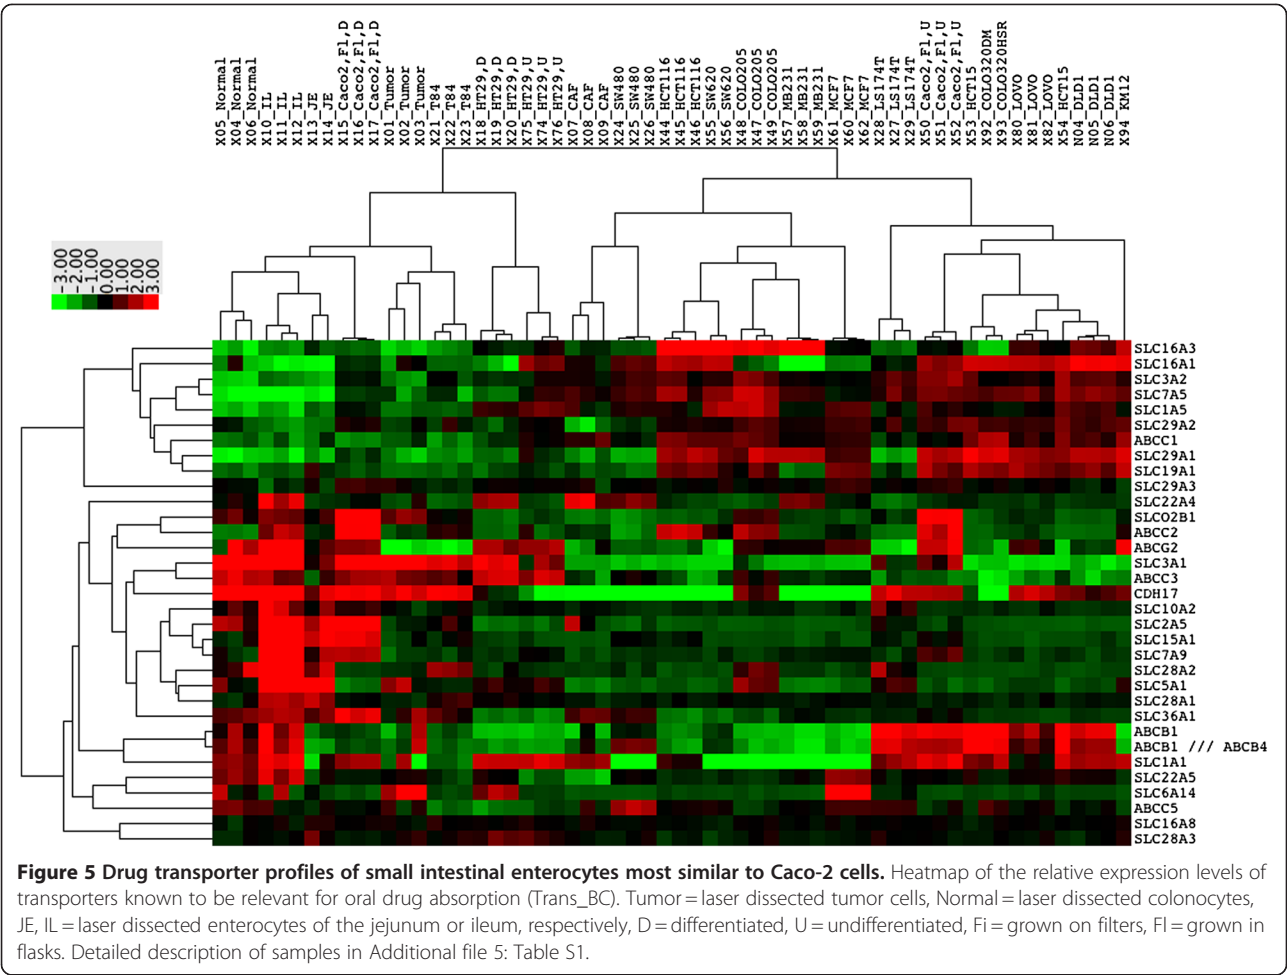 X05_Normal
X04_Normal
X06_Normal
X10_IL
X11_IL
X12_IL
X13_JE
X14_JE
X15_Caco2,Fl,D
X16_Caco2,Fl,D
X17_Caco2,Fl,D
X01_Tumor
X02_Tumor
X03_Tumor
X21_T84
X22_T84
X23_T84
X18_HT29,D
X19_HT29,D
X20_HT29,D
X75_HT29,U
X74_HT29,U
X76_HT29,U
X07_CAF
X08_CAF
X09_CAF
X24_SW480
X25_SW480
X26_SW480
X44_HCT116
X45_HCT116
X46_HCT116
X55_SW620
X56_SW620
X48_COLO205
X47_COLO205
X49_COLO205
X57_MB231
X58_MB231
X59_MB231
X61_MCF7
X60_MCF7
X62_MCF7
X28_LS174T
X27_LS174T
X29_LS174T
X50_Caco2,Fl,U
X51_Caco2,Fl,U
X52_Caco2,Fl,U
X53_HCT15
X92_COLO320DM
X93_COLO320HSR
X80_LOVO
X81_LOVO
X82_LOVO
X54_HCT15
N04_DLD1
N05_DLD1
N06_DLD1
X94_KM12
-3.00
-2.00
-1.00
0.00
1.00
2.00
3.00
SLC16A3
SLC16A1
SLC3A2
SLC7A5
SLC1A5
SLC29A2
ABCC1
SLC29A1
SLC19A1
SLC29A3
SLC22A4
SLCO2B1
ABCC2
ABCG2
SLC3A1
ABCC3
CDH17
SLC10A2
SLC2A5
SLC15A1
SLC7A9
SLC28A2
SLC5A1
SLC28A1
SLC36A1
ABCB1
ABCB1 /// ABCB4
SLC1A1
SLC22A5
SLC6A14
ABCC5
SLC16A8
SLC28A3
Figure 5 Drug transporter profiles of small intestinal enterocytes most similar to Caco-2 cells. Heatmap of the relative expression levels of
transporters known to be relevant for oral drug absorption (Trans_BC). Tumor = laser dissected tumor cells, Normal = laser dissected colonocytes,
JE, IL = laser dissected enterocytes of the jejunum or ileum, respectively, D = differentiated, U = undifferentiated, Fi = grown on filters, Fl = grown in
flasks. Detailed description of samples in Additional file 5: Table S1.